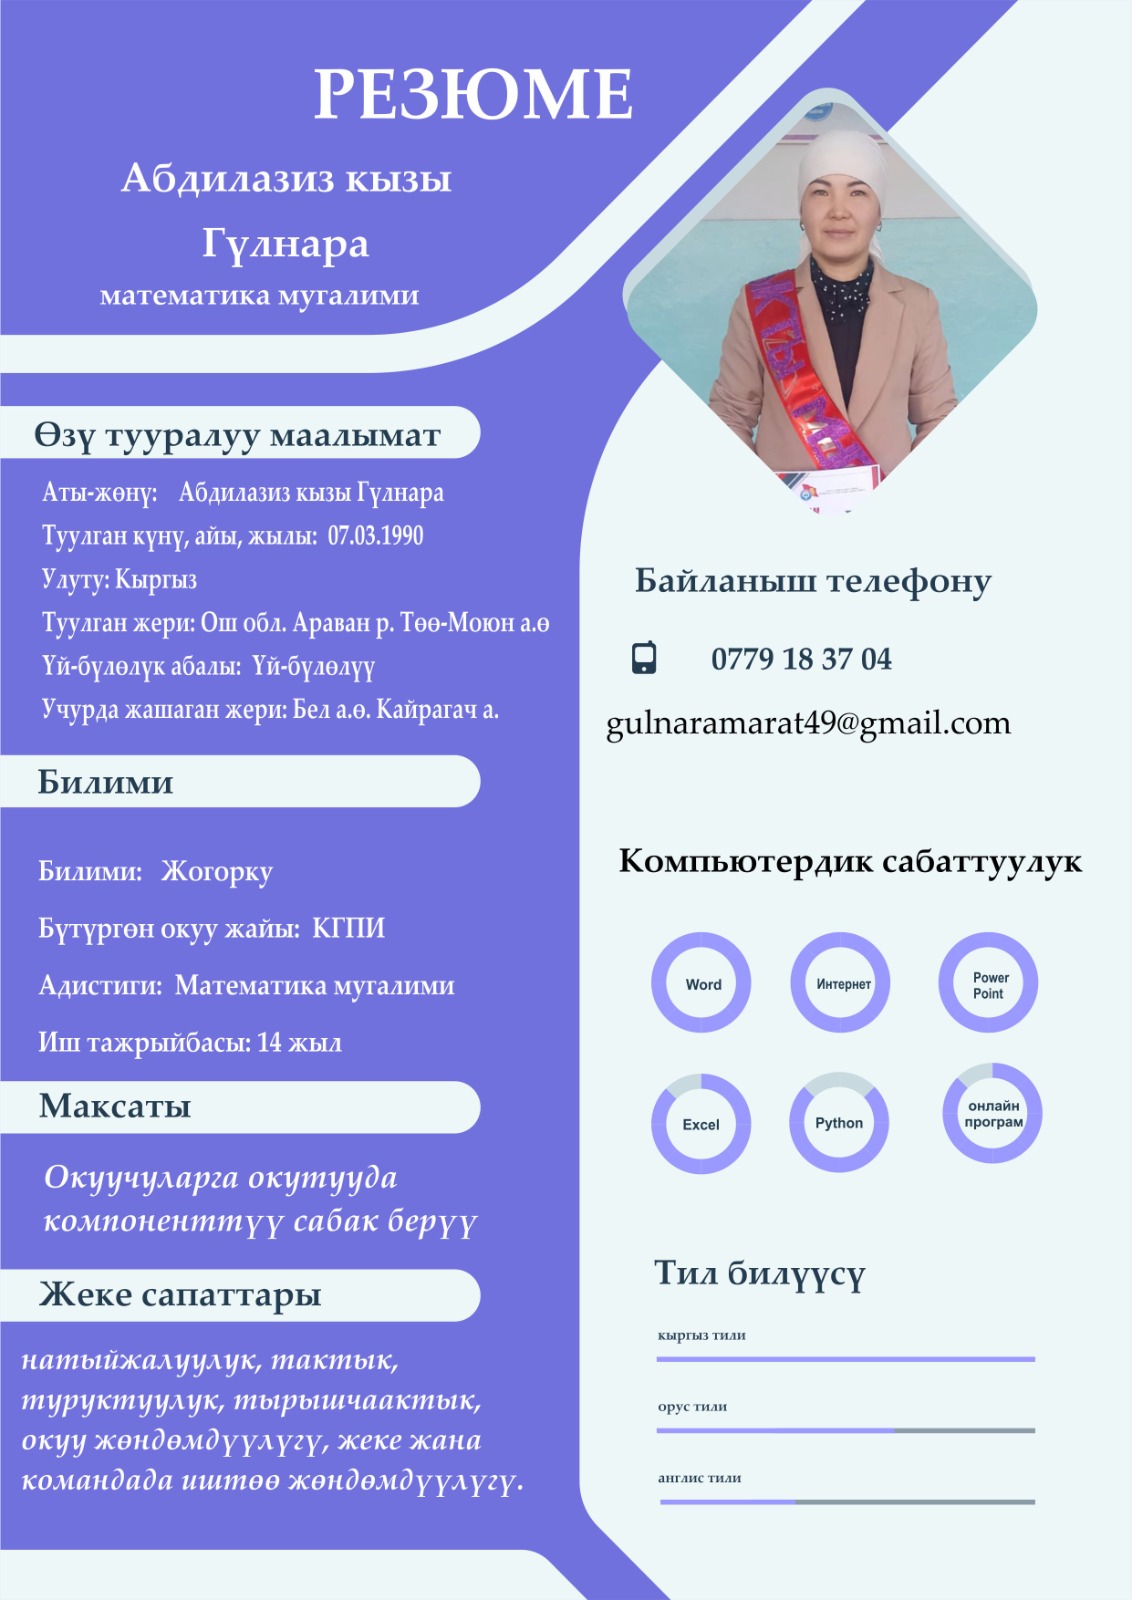 РЕЗЮМЕ
Абдилазиз кызы
Гүлнара
математика мугалими
Өзү тууралуу маалымат
Аты-жөнү: Абдилазиз кызы Гүлнара
Туулган күнү, айы, жылы: 07.03.1990
Улуту: Кыргыз
Туулган жери: Ош обл. Араван р. Төө-Моюн а.ө
Үй-бүлөлүк абалы: Үй-бүлөлүү
Учурда жашаган жери: Бел а.ө. Кайрагач а.
Билими
Билими: Жогорку
Бүтүргөн окуу жайы: КГПИ
Адистиги: Математика мугалими
Иш тажрыйбасы: 14 жыл
Максаты
Окуучуларга окутууда
компоненттүү сабак берүү
Жеке сапаттары
натыйжалуулук, тактык,
туруктуулук, тырышчаактык,
окуу жөндөмдүүлүгү, жеке жана
командада иштөө жөндөмдүүлүгү.
Байланыш телефону
0779 18 37 04
gulnaramarat49@gmail.com
Компьютердик сабаттуулук
Word
Интернет
Power
Point
Excel
Python
онлайн
програм
Тил билүүсү
кыргыз тили
орус тили
англис тили